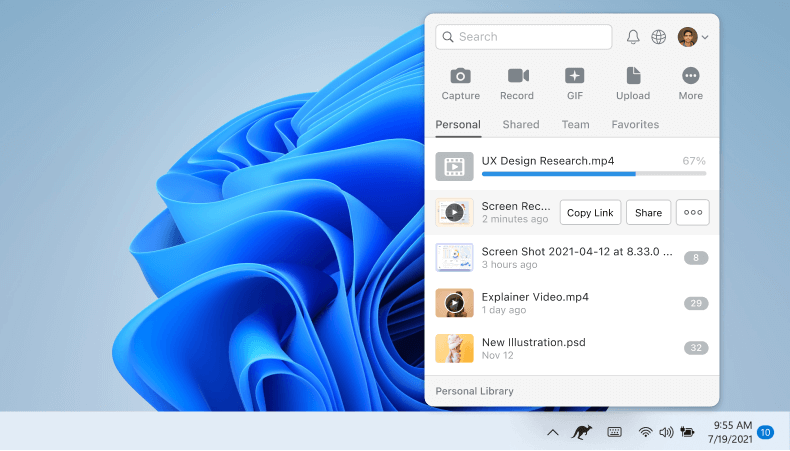 Search
Capture
Record
GIF
Upload
More
Personal
Shared
Team
Favorites
UX Design Research.mp4
67%
Screen Rec...
2 minutes ago
Copy Link
Share
Screen Shot 2021-04-12 at 8.33.0 ...
3 hours ago
8
Explainer Video.mp4
1 day ago
29
New Illustration.psd
Nov 12
32
Personal Library
9:55 AM
7/19/2021
10